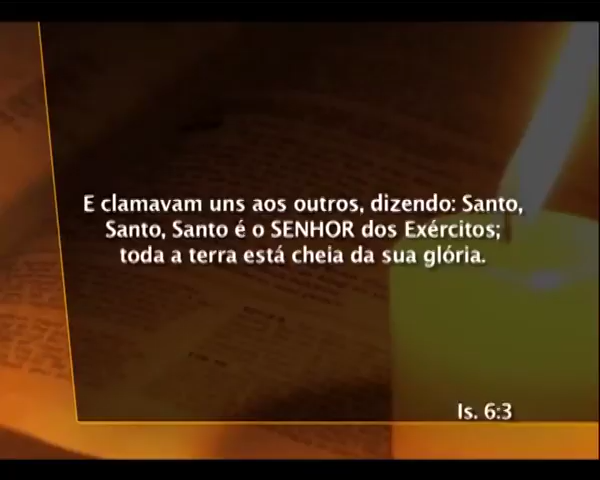 E clamavam uns aos outros, dizendo: Santo,
Santo, Santo é o SENHOR dos Exércitos;
toda a terra está cheia da sua glória.
Is. 6:3